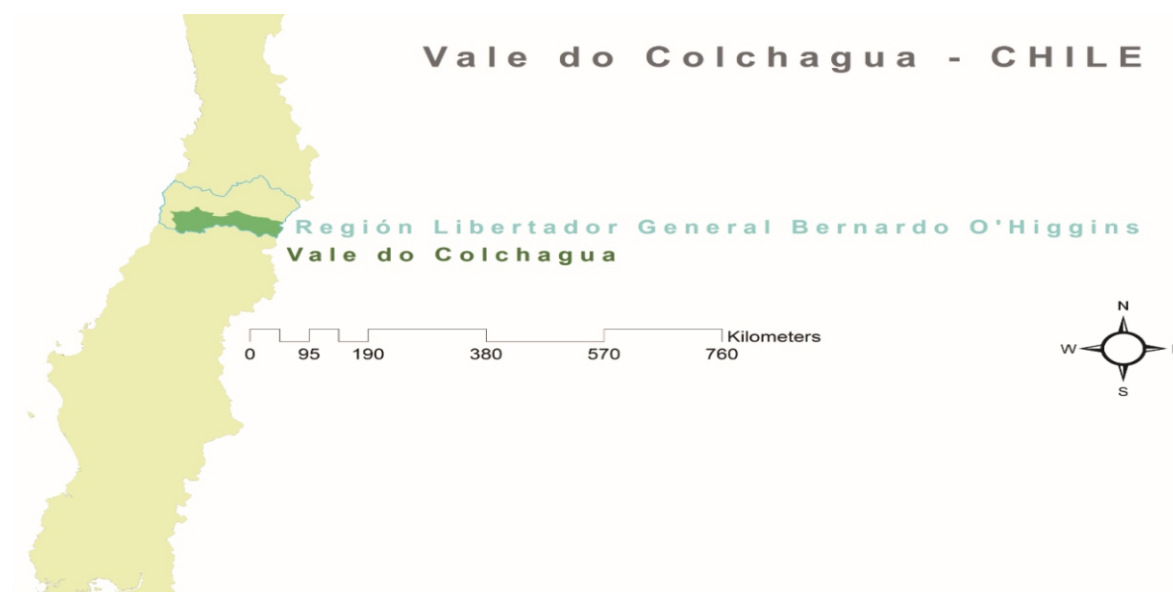 Vale do Colchagua - CHILE
Región Libertador General Bernardo O'Higgins
Vale do Colchagua
Kilometers
0 95 190 380 570 760
N
W
S